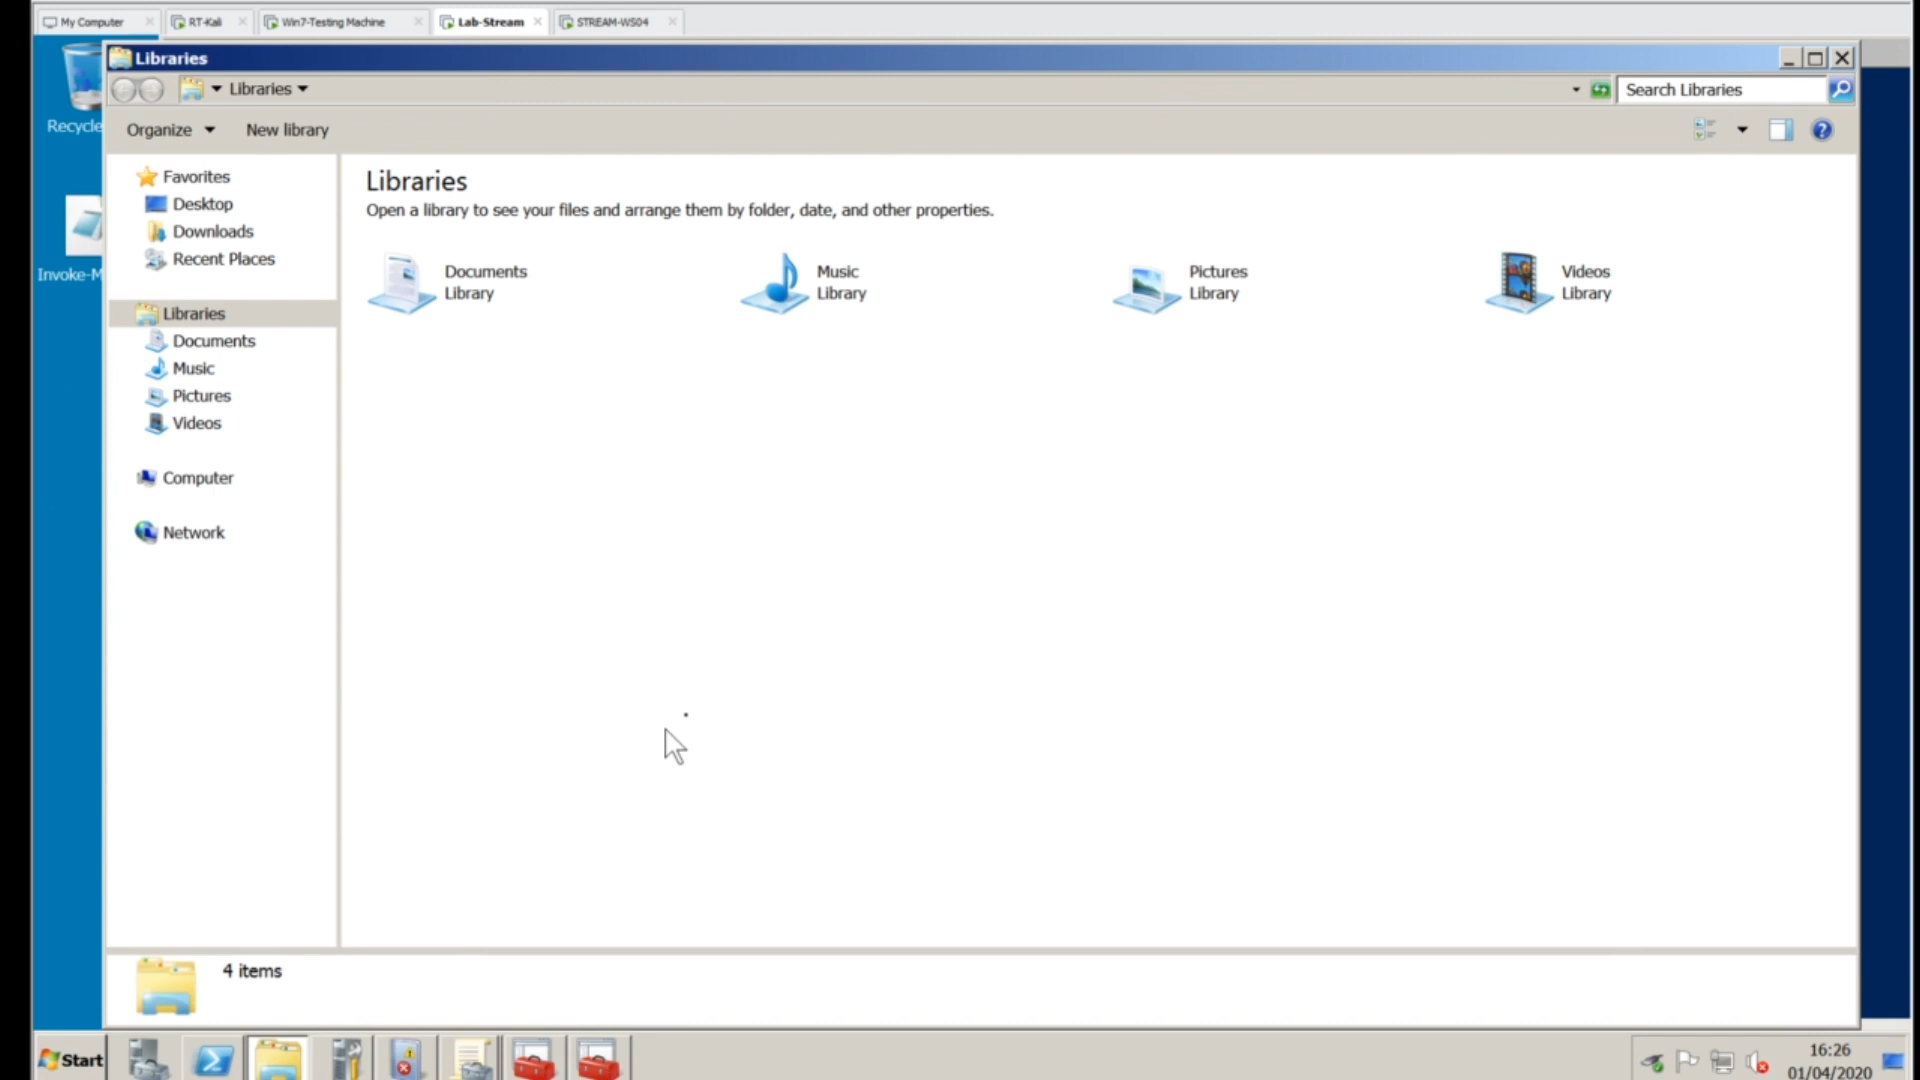 My Computer
RT-Kali
Win7-Testing Machine
Lab-Stream
STREAM-WS04
Libraries
Libraries
Search Libraries
Organize
New library
Recycle
Invoke-M
Favorites
Desktop
Downloads
Recent Places
Libraries
Documents
Music
Pictures
Videos
Computer
Network
Libraries
Open a library to see your files and arrange them by folder, date, and other properties.
Documents
Library
Music
Library
Pictures
Library
Videos
Library
4 items
Start
16:26
01/04/2020